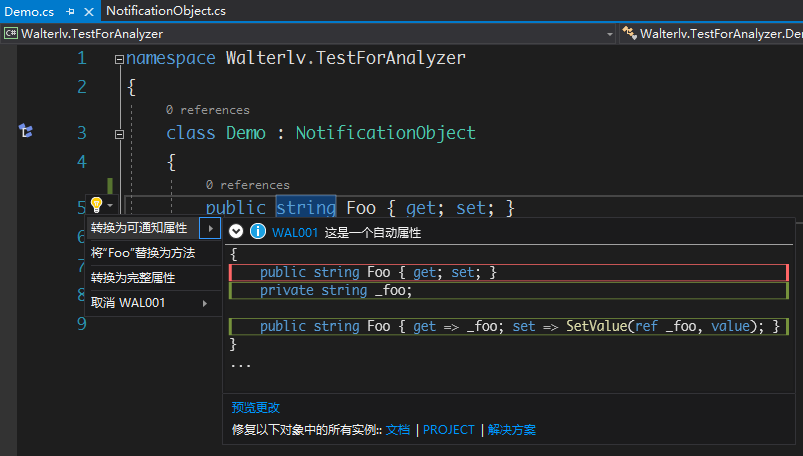 Demo.cs NotificationObject.cs
Walterlv.TestForAnalyzer Walterlv.TestForAnalyzer.De
1 namespace Walterlv.TestForAnalyzer
2 {
0 references
3 class Demo : NotificationObject
4 {
0 references
5 public string Foo { get; set; }
6
7
8
9
转换为可通知属性
将“Foo”替换为方法
转换为完整属性
取消 WAL001
WAL001 这是一个自动属性
{
public string Foo { get; set; }
private string _foo;
public string Foo { get => _foo; set => SetValue(ref _foo, value); }
}
...
预览更改
修复以下对象中的所有实例:: 文档 | PROJECT | 解决方案